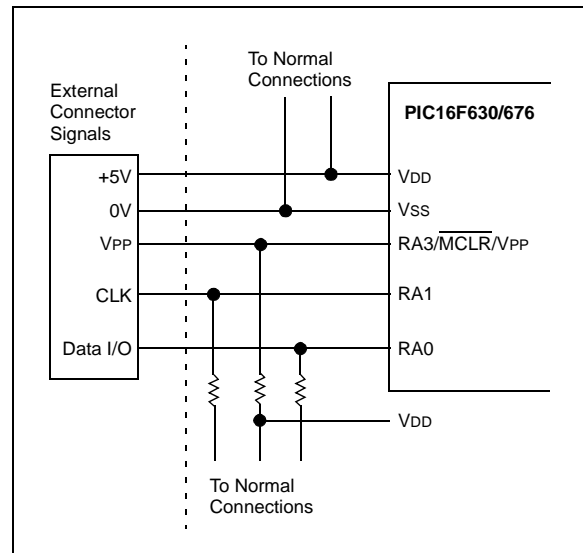 To Normal
Connections
External
Connector
Signals
PIC16F630/676
+5V
VDD
0V
VSS
VPP
RA3/MCLR/VPP
CLK
RA1
Data I/O
RA0
VDD
To Normal
Connections